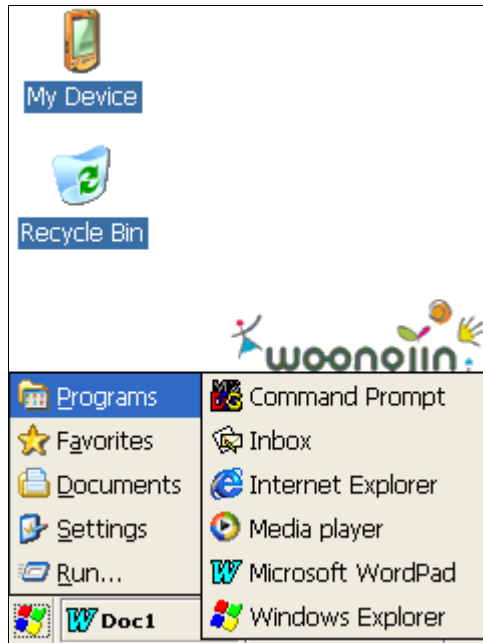 My Device
Recycle Bin
woongjin
Programs
Favorites
Documents
Settings
Run...
Command Prompt
Inbox
Internet Explorer
Media player
Microsoft WordPad
Windows Explorer
Doc1